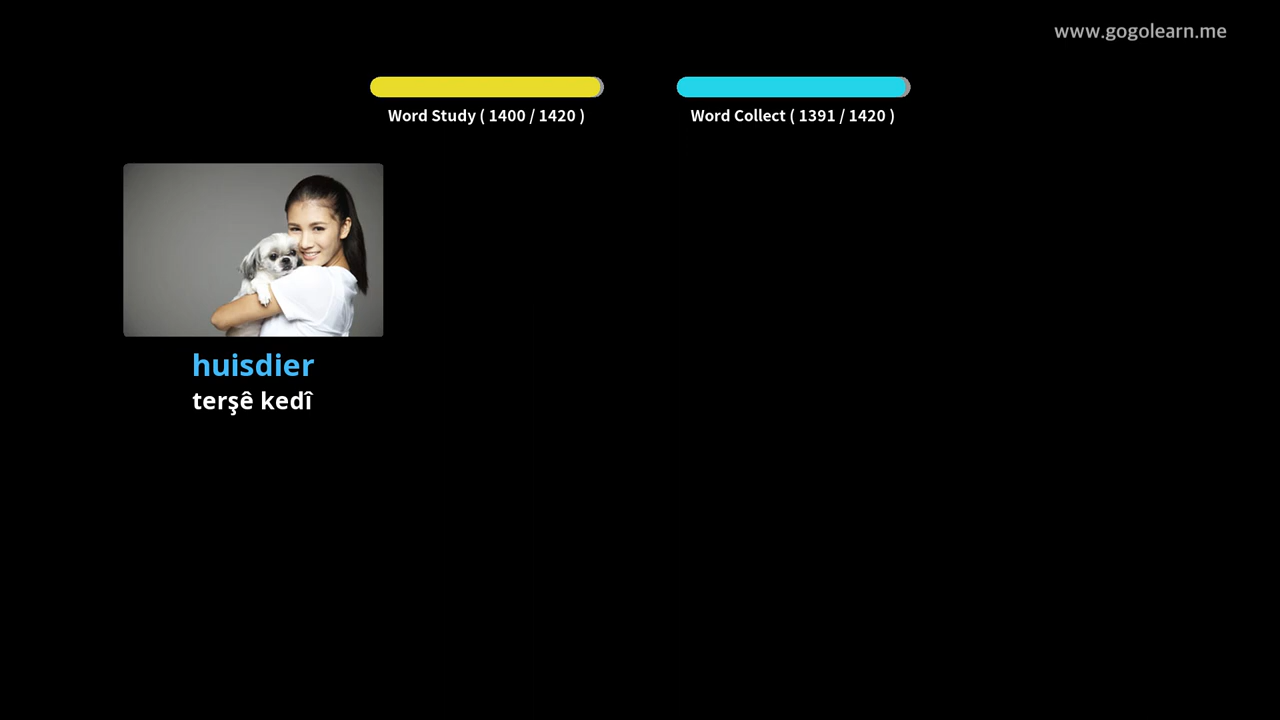 www.gogolearn.me
Word Study ( 1400 / 1420 )
Word Collect ( 1391 / 1420 )
huisdier
terşê kedî